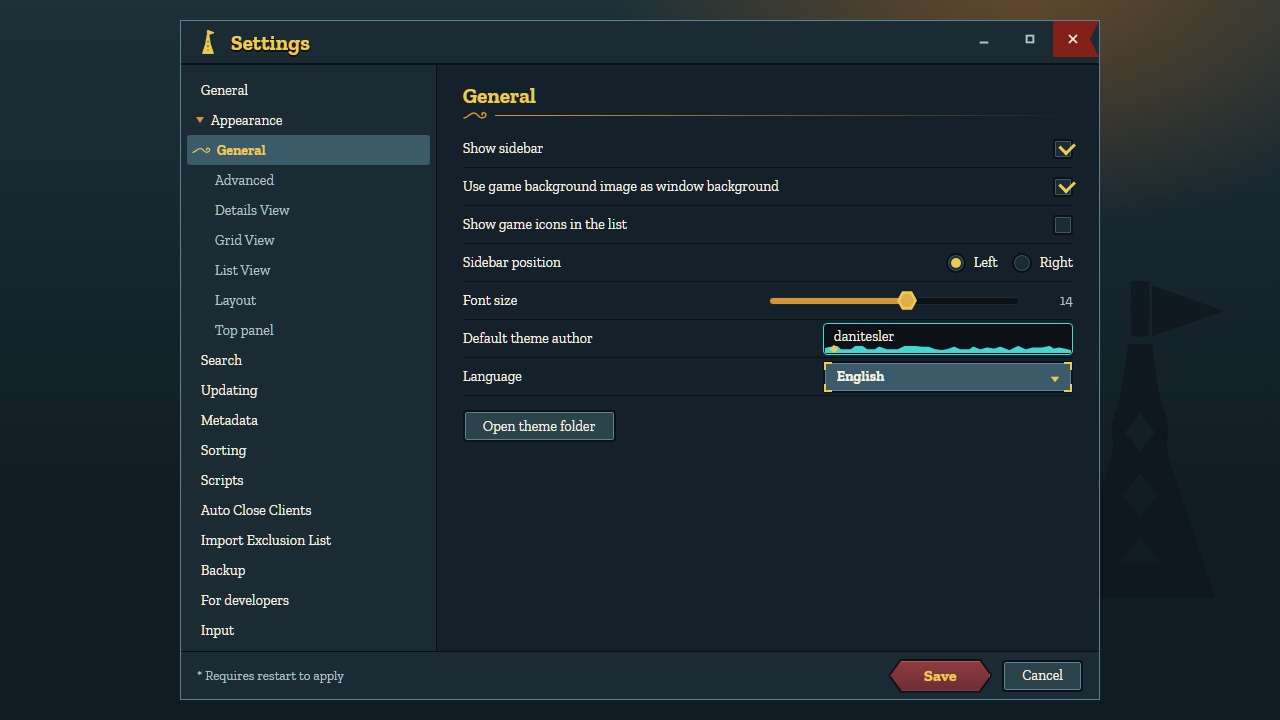 Settings
General
Appearance
General
Advanced
Details View
Grid View
List View
Layout
Top panel
Search
Updating
Metadata
Sorting
Scripts
Auto Close Clients
Import Exclusion List
Backup
For developers
Input
General
Show sidebar
Use game background image as window background
Show game icons in the list
Sidebar position Left Right
Font size 14
Default theme author danitesler
Language English
Open theme folder
* Requires restart to apply
Save Cancel